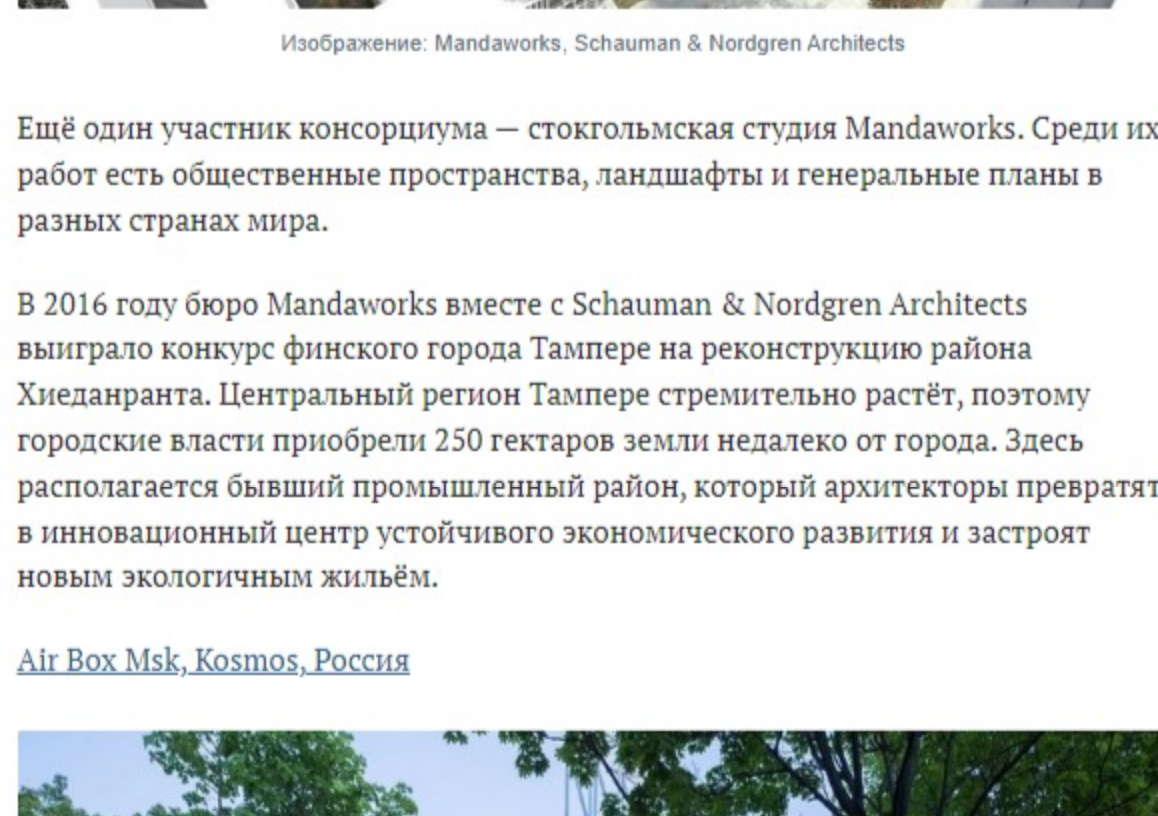 Изображение: Mandaworks, Schauman & Nordgren Architects
Ещё один участник консорциума — стокгольмская студия Mandaworks. Среди их
работ есть общественные пространства, ландшафты и генеральные планы в
разных странах мира.
В 2016 году бюро Mandaworks вместе с Schauman & Nordgren Architects
выиграло конкурс финского города Тампере на реконструкцию района
Хиеданранта. Центральный регион Тампере стремительно растёт, поэтому
городские власти приобрели 250 гектаров земли недалеко от города. Здесь
располагается бывший промышленный район, который архитекторы превратят
в инновационный центр устойчивого экономического развития и застроят
новым экологичным жильём.
Air Box Msk, Kosmos, Россия